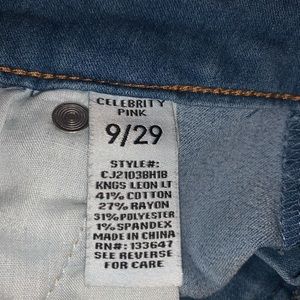 CELEBRITY
PINK
9/29
STYLE#:
CJ21038H1B
KNGS LEON LT
41% COTTON
27% RAYON
31% POLYESTER
1% SPANDEX
MADE IN CHINA
RN#: 133647
SEE REVERSE
FOR CARE